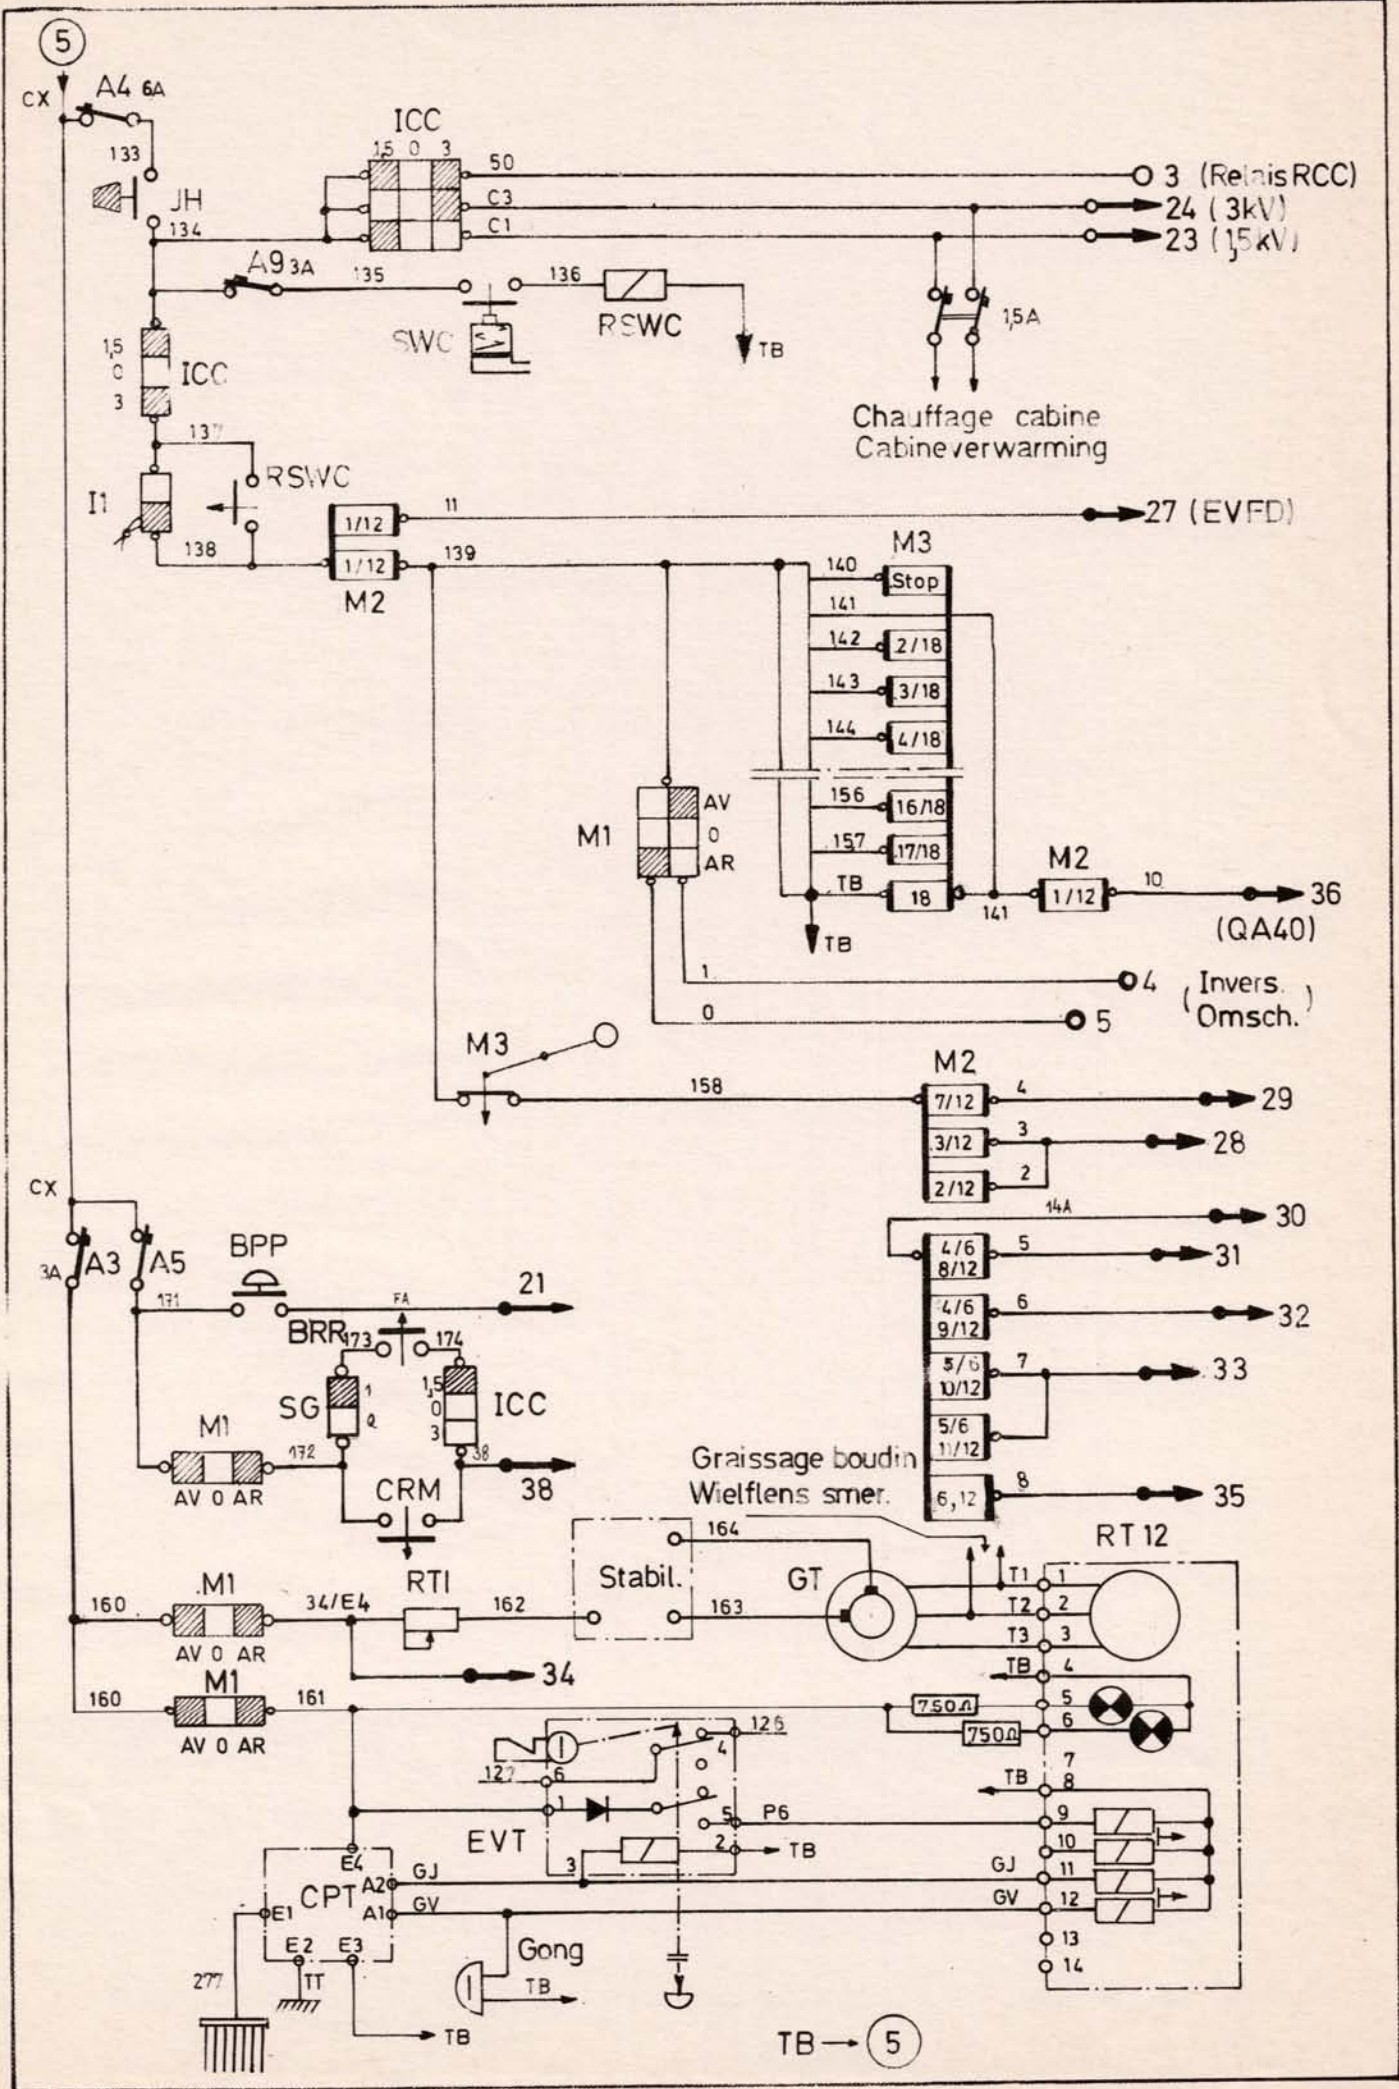 5
CX
A4 6A
133
JH
134
ICC
1,5 0 3
50
3 (Relais RCC)
C3
24 (3kV)
C1
23 (1,5kV)
A9 3A
135
136
SWC
RSWC
TB
1,5A
Chauffage cabine
Cabineverwarming
1,5
0
3
ICC
137
RSWC
I1
138
1/12
11
27 (EVFD)
1/12
139
M2
M3
140
Stop
141
142
2/18
143
3/18
144
4/18
156
16/18
157
17/18
TB
18
141
TB
M1
AV
0
AR
M2
1/12
10
36
(QA40)
1
4
0
5
(Invers.
Omsch.)
M3
158
M2
7/12
4
29
3/12
3
28
2/12
2
14A
30
4/6
8/12
5
31
4/6
9/12
6
32
5/6
10/12
7
33
5/6
11/12
6,12
8
35
CX
3A
A3
A5
BPP
171
21
FA
BRR
173
174
SG
1
1,5
0
3
ICC
M1
172
AV 0 AR
38
38
CRM
Graissage boudin
Wielflens smer.
RT 12
160
M1
AV 0 AR
34/E4
RTI
162
Stabil.
164
163
GT
T1
1
T2
2
T3
3
34
TB
4
160
M1
AV 0 AR
161
750Ω
5
750Ω
6
126
4
127
6
7
TB
8
1
5
P6
9
EVT
3
2
TB
10
E4
CPT
A2
GJ
GJ
11
E1
A1
GV
GV
12
E2
E3
13
14
TT
277
Gong
TB
TB
TB → 5